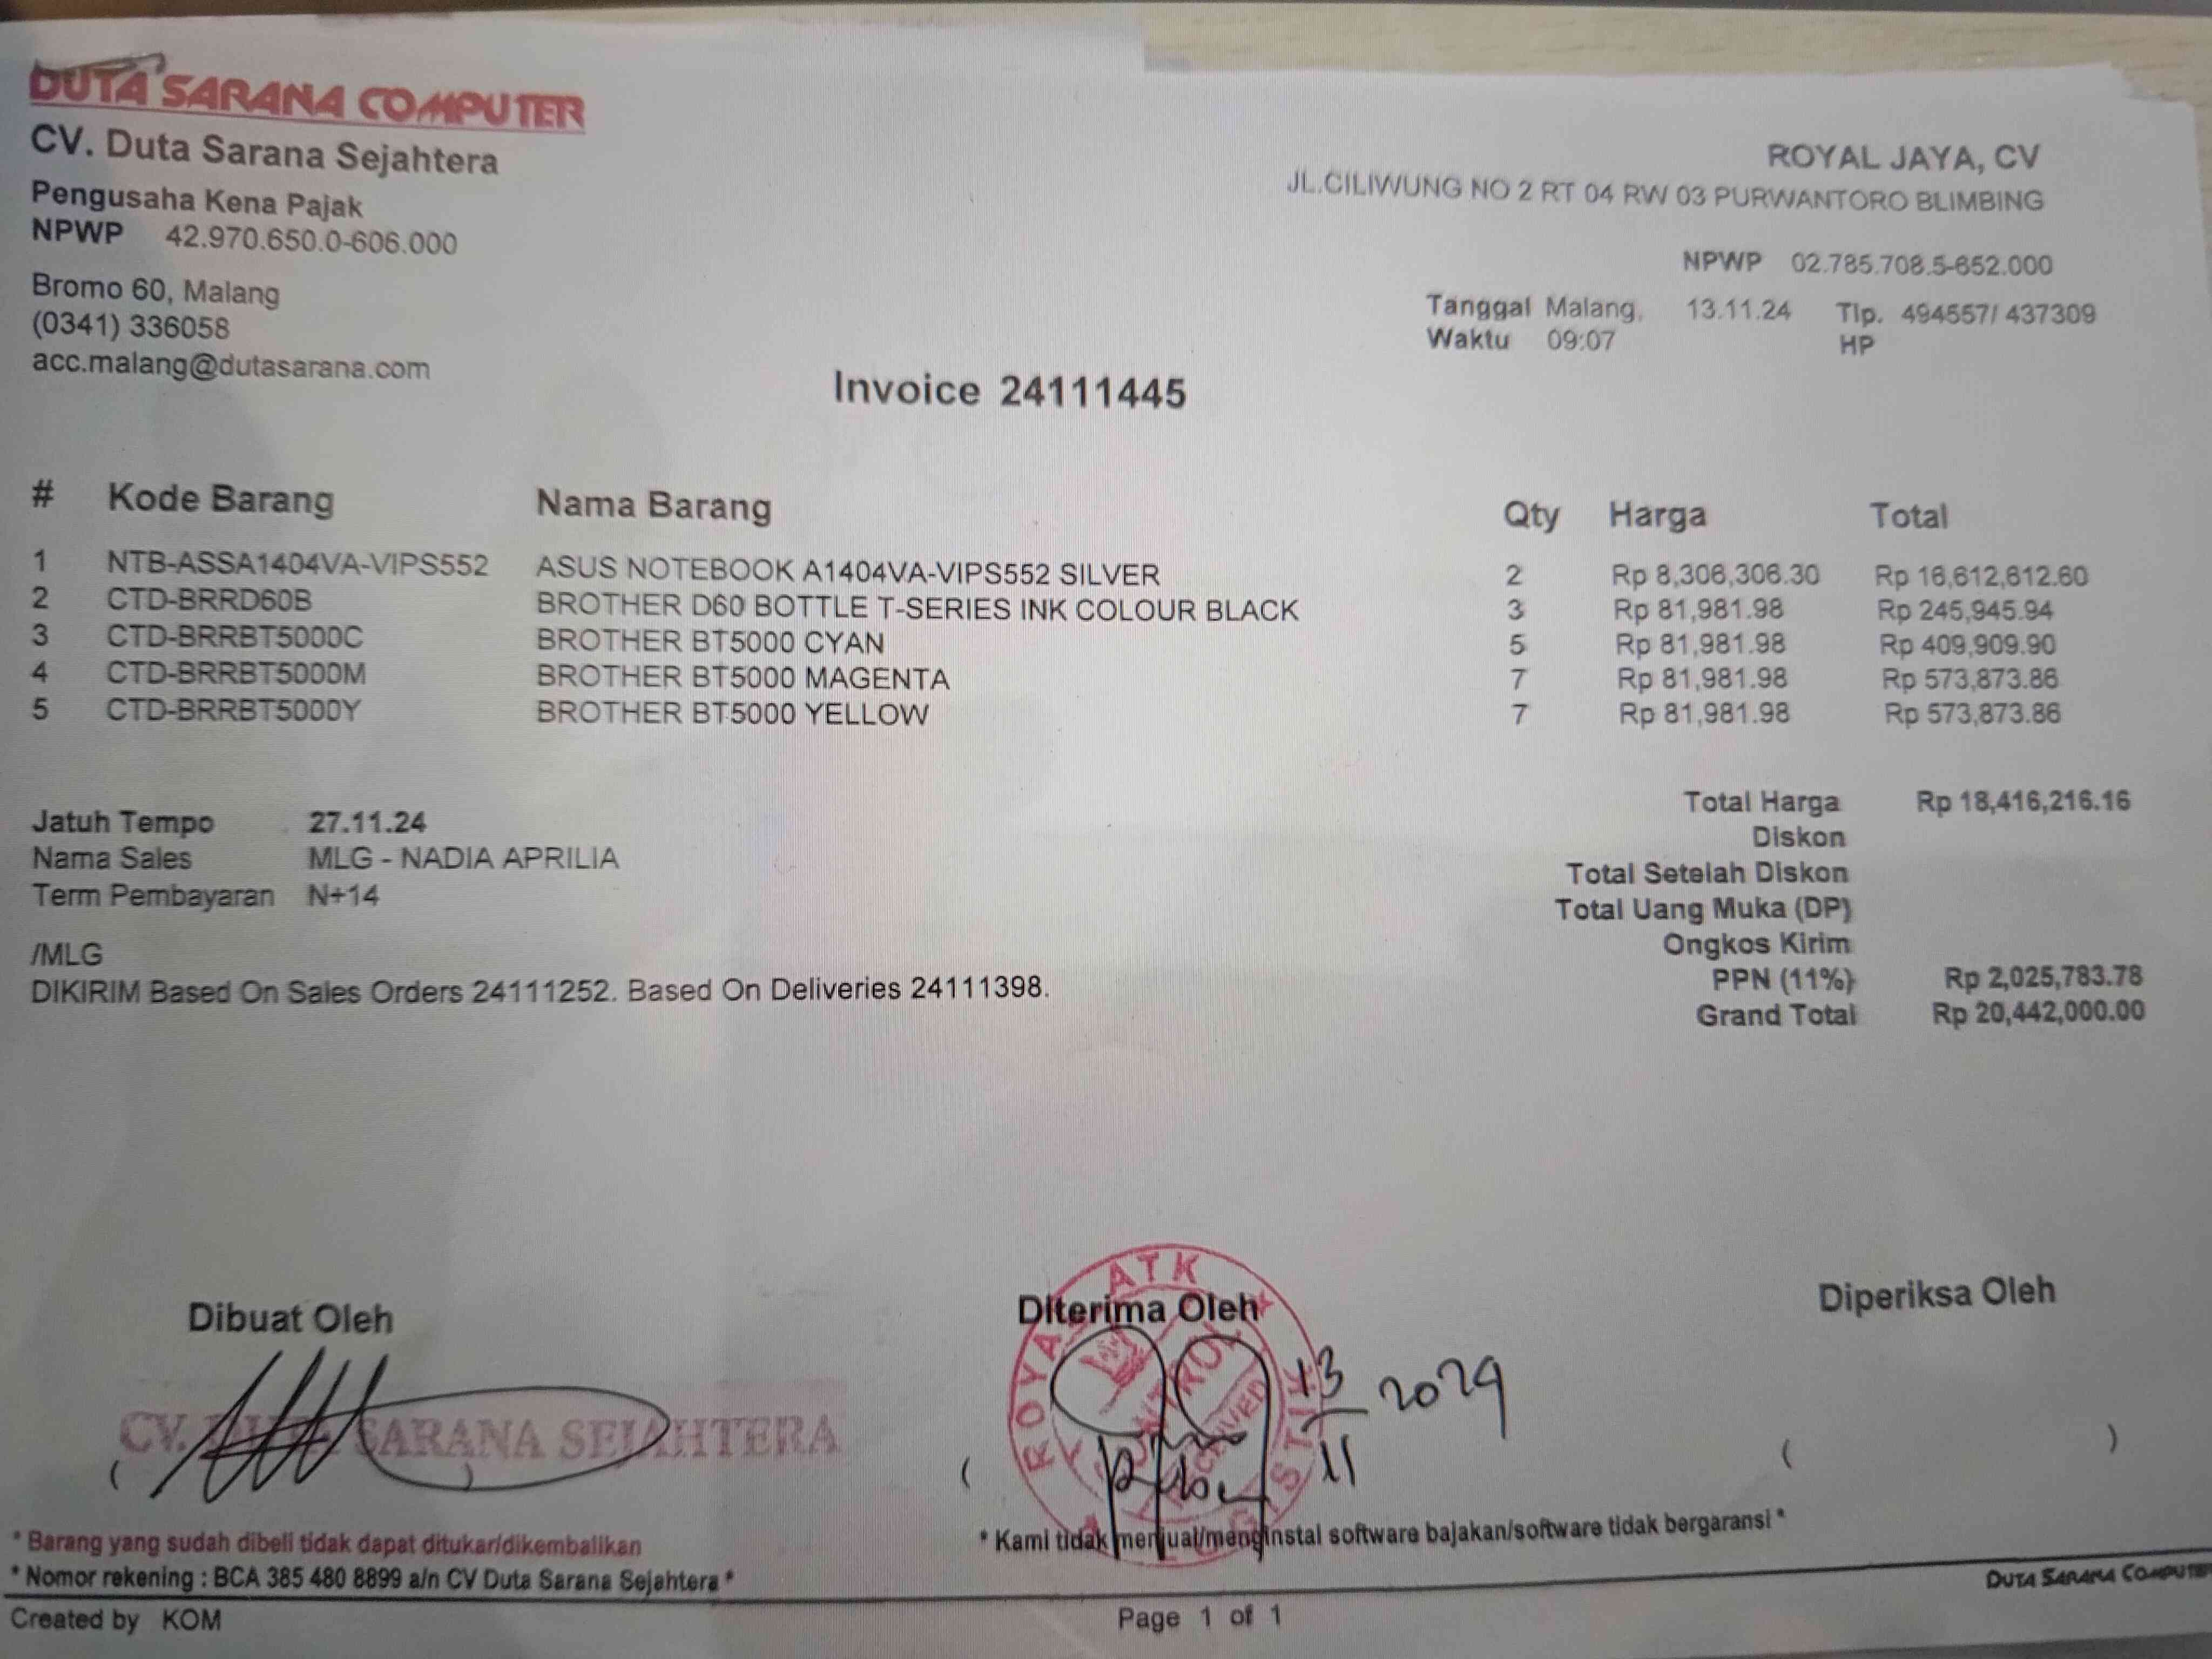 DUTA SARANA COMPUTER
CV. Duta Sarana Sejahtera
Pengusaha Kena Pajak
NPWP 42.970.650.0-606.000
Bromo 60, Malang
(0341) 336058
acc.malang@dutasarana.com
ROYAL JAYA, CV
JL.CILIWUNG NO 2 RT 04 RW 03 PURWANTORO BLIMBING
NPWP 02.785.708.5-652.000
Tanggal Malang, 13.11.24 Tlp. 494557/ 437309
Waktu 09:07 HP
Invoice 24111445
# Kode Barang Nama Barang Qty Harga Total
1 NTB-ASSA1404VA-VIPS552 ASUS NOTEBOOK A1404VA-VIPS552 SILVER 2 Rp 8,306,306.30 Rp 16,612,612.60
2 CTD-BRRD60B BROTHER D60 BOTTLE T-SERIES INK COLOUR BLACK 3 Rp 81,981.98 Rp 245,945.94
3 CTD-BRRBT5000C BROTHER BT5000 CYAN 5 Rp 81,981.98 Rp 409,909.90
4 CTD-BRRBT5000M BROTHER BT5000 MAGENTA 7 Rp 81,981.98 Rp 573,873.86
5 CTD-BRRBT5000Y BROTHER BT5000 YELLOW 7 Rp 81,981.98 Rp 573,873.86
Jatuh Tempo 27.11.24
Nama Sales MLG - NADIA APRILIA
Term Pembayaran N+14
/MLG
DIKIRIM Based On Sales Orders 24111252. Based On Deliveries 24111398.
Total Harga Rp 18,416,216.16
Diskon
Total Setelah Diskon
Total Uang Muka (DP)
Ongkos Kirim
PPN (11%) Rp 2,025,783.78
Grand Total Rp 20,442,000.00
Dibuat Oleh
CV. DUTA SARANA SEJAHTERA
( )
Diterima Oleh
ROYAL ATK
LOGISTIK
RECEIVED
13/11 2024
(
Diperiksa Oleh
( )
* Barang yang sudah dibeli tidak dapat ditukar/dikembalikan
* Kami tidak menjual/menginstal software bajakan/software tidak bergaransi *
* Nomor rekening : BCA 385 480 8899 a/n CV Duta Sarana Sejahtera *
DUTA SARANA COMPUTER
Created by KOM
Page 1 of 1